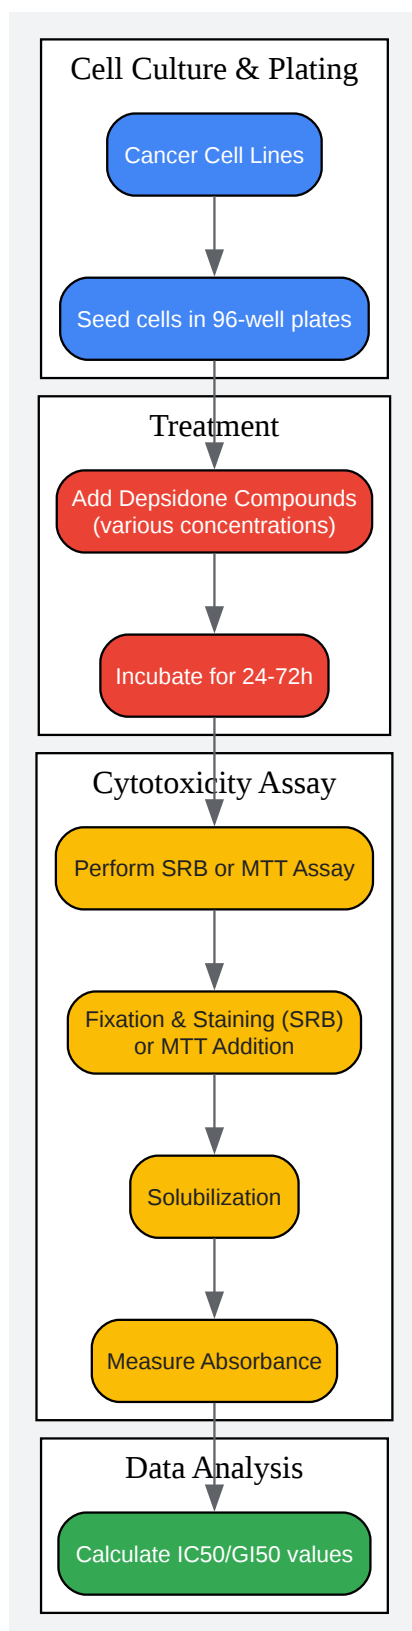 Cell Culture & Plating
Cancer Cell Lines
Seed cells in 96-well plates
Treatment
Add Depsidone Compounds
(various concentrations)
Incubate for 24-72h
Cytotoxicity Assay
Perform SRB or MTT Assay
Fixation & Staining (SRB)
or MTT Addition
Solubilization
Measure Absorbance
Data Analysis
Calculate IC50/GI50 values